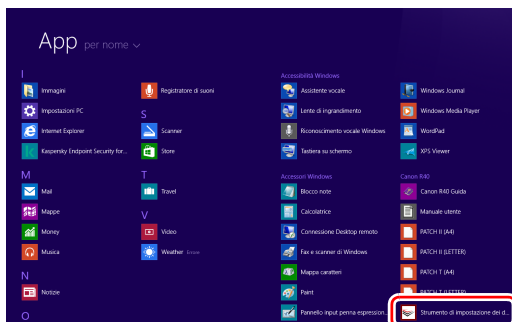 App per nome
I
Immagini
Impostazioni PC
Internet Explorer
Kaspersky Endpoint Security for...
M
Mail
Mappe
Money
Musica
N
Notizie
O
Registratore di suoni
S
Scanner
Store
T
Travel
V
Video
Weather
Accessibilità Windows
Assistente vocale
Lente di ingrandimento
Riconoscimento vocale Windows
Tastiera su schermo
Accessori Windows
Blocco note
Calcolatrice
Connessione Desktop remoto
Fax e scanner di Windows
Mappa caratteri
Paint
Pannello input penna espression...
Windows Journal
Windows Media Player
WordPad
XPS Viewer
Canon R40
Canon R40 Guida
Manuale utente
PATCH II (A4)
PATCH II (LETTER)
PATCH T (A4)
PATCH T (LETTER)
Strumento di impostazione dei d...